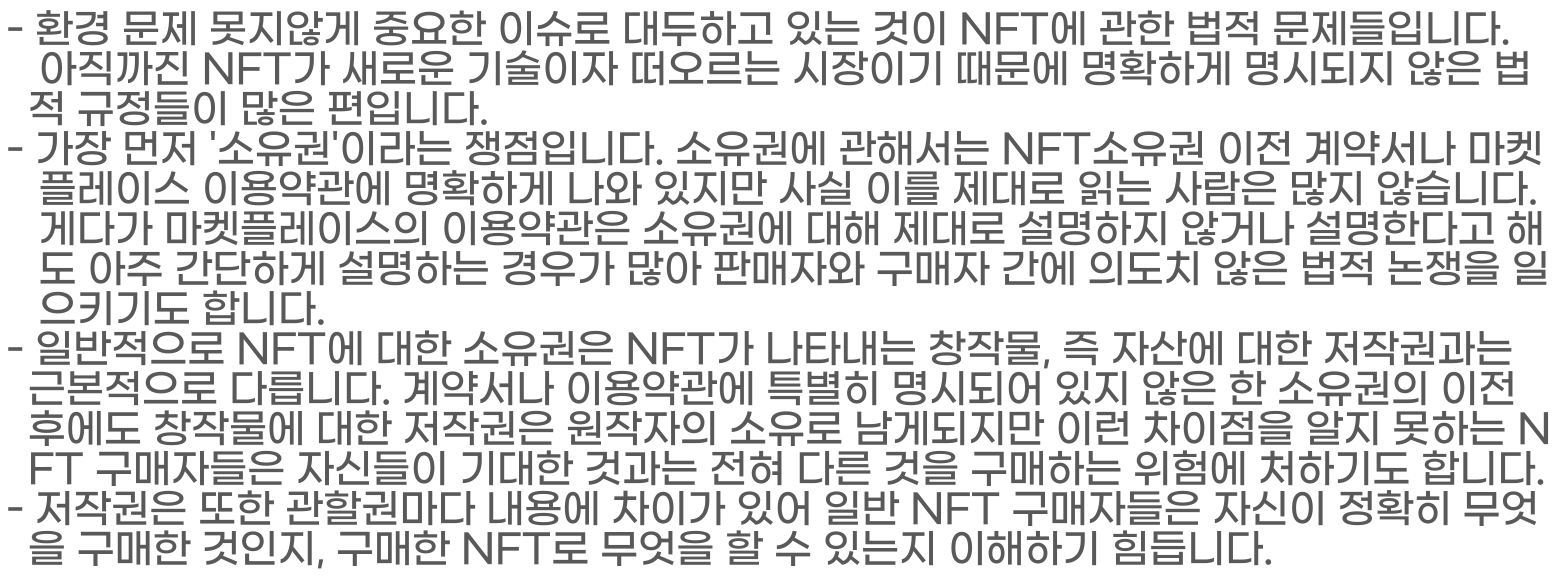 - 환경 문제 못지않게 중요한 이슈로 대두하고 있는 것이 NFT에 관한 법적 문제들입니다.
아직까진 NFT가 새로운 기술이자 떠오르는 시장이기 때문에 명확하게 명시되지 않은 법
적 규정들이 많은 편입니다.
- 가장 먼저 '소유권'이라는 쟁점입니다. 소유권에 관해서는 NFT소유권 이전 계약서나 마켓
플레이스 이용약관에 명확하게 나와 있지만 사실 이를 제대로 읽는 사람은 많지 않습니다.
게다가 마켓플레이스의 이용약관은 소유권에 대해 제대로 설명하지 않거나 설명한다고 해
도 아주 간단하게 설명하는 경우가 많아 판매자와 구매자 간에 의도치 않은 법적 논쟁을 일
으키기도 합니다.
- 일반적으로 NFT에 대한 소유권은 NFT가 나타내는 창작물, 즉 자산에 대한 저작권과는
근본적으로 다릅니다. 계약서나 이용약관에 특별히 명시되어 있지 않은 한 소유권의 이전
후에도 창작물에 대한 저작권은 원작자의 소유로 남게되지만 이런 차이점을 알지 못하는 N
FT 구매자들은 자신들이 기대한 것과는 전혀 다른 것을 구매하는 위험에 처하기도 합니다.
- 저작권은 또한 관할권마다 내용에 차이가 있어 일반 NFT 구매자들은 자신이 정확히 무엇
을 구매한 것인지, 구매한 NFT로 무엇을 할 수 있는지 이해하기 힘듭니다.